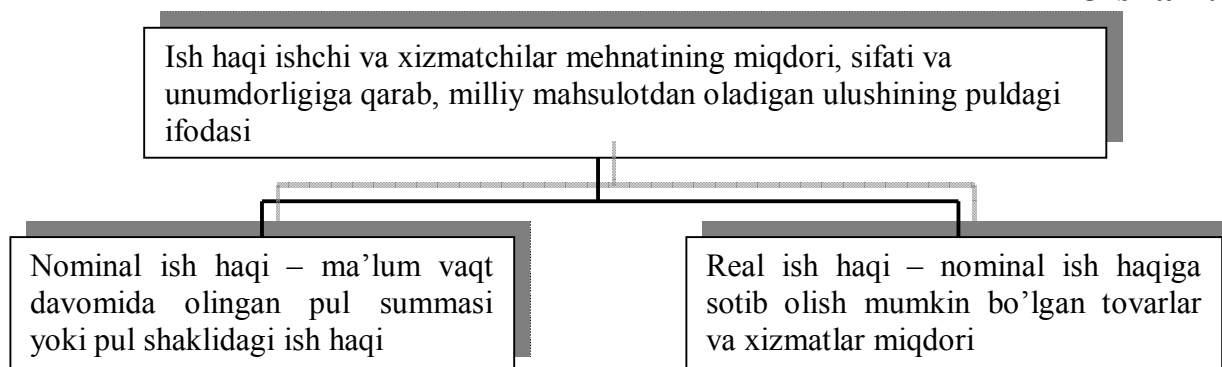 Ish haqi ishchi va xizmatchilar mehnatining miqdori, sifati va
unumdorligiga qarab, milliy mahsulotdan oladigan ulushining puldagi
ifodasi
Nominal ish haqi – ma’lum vaqt
davomida olingan pul summasi
yoki pul shaklidagi ish haqi
Real ish haqi – nominal ish haqiga
sotib olish mumkin bo’lgan tovarlar
va xizmatlar miqdori